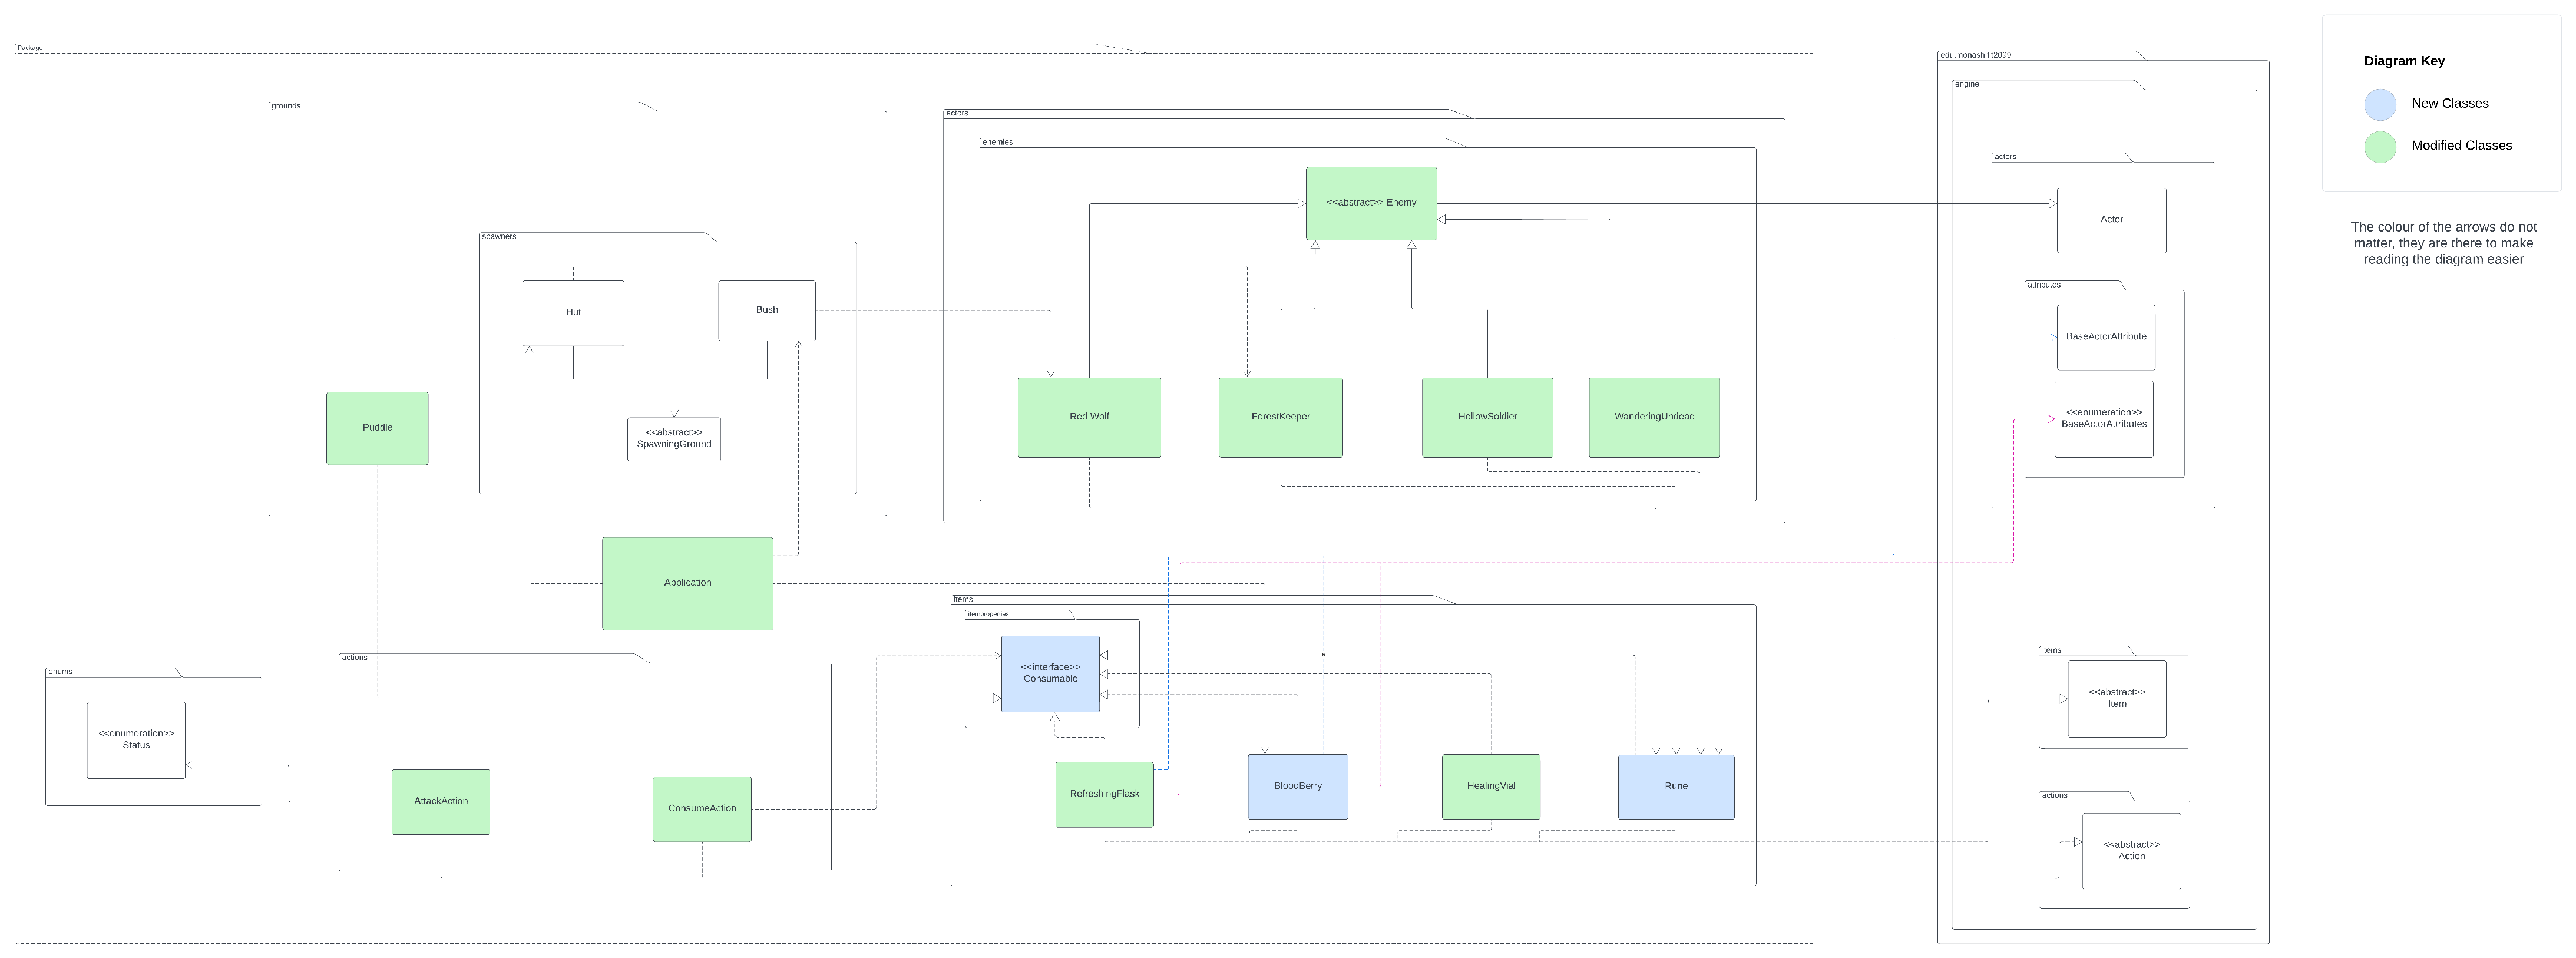 Package
edu.monash.fit2099
Diagram Key
engine
New Classes
Modified Classes
grounds
actors
enemies
actors
<<abstract>> Enemy
Actor
The colour of the arrows do not
matter, they are there to make
reading the diagram easier
spawners
Hut
Bush
attributes
BaseActorAttribute
Puddle
<<abstract>>
SpawningGround
Red Wolf
ForestKeeper
HollowSoldier
WanderingUndead
<<enumeration>>
BaseActorAttributes
Application
items
itemproperties
<<interface>>
Consumable
items
<<abstract>>
Item
enums
<<enumeration>>
Status
actions
AttackAction
ConsumeAction
RefreshingFlask
BloodBerry
HealingVial
Rune
actions
<<abstract>>
Action